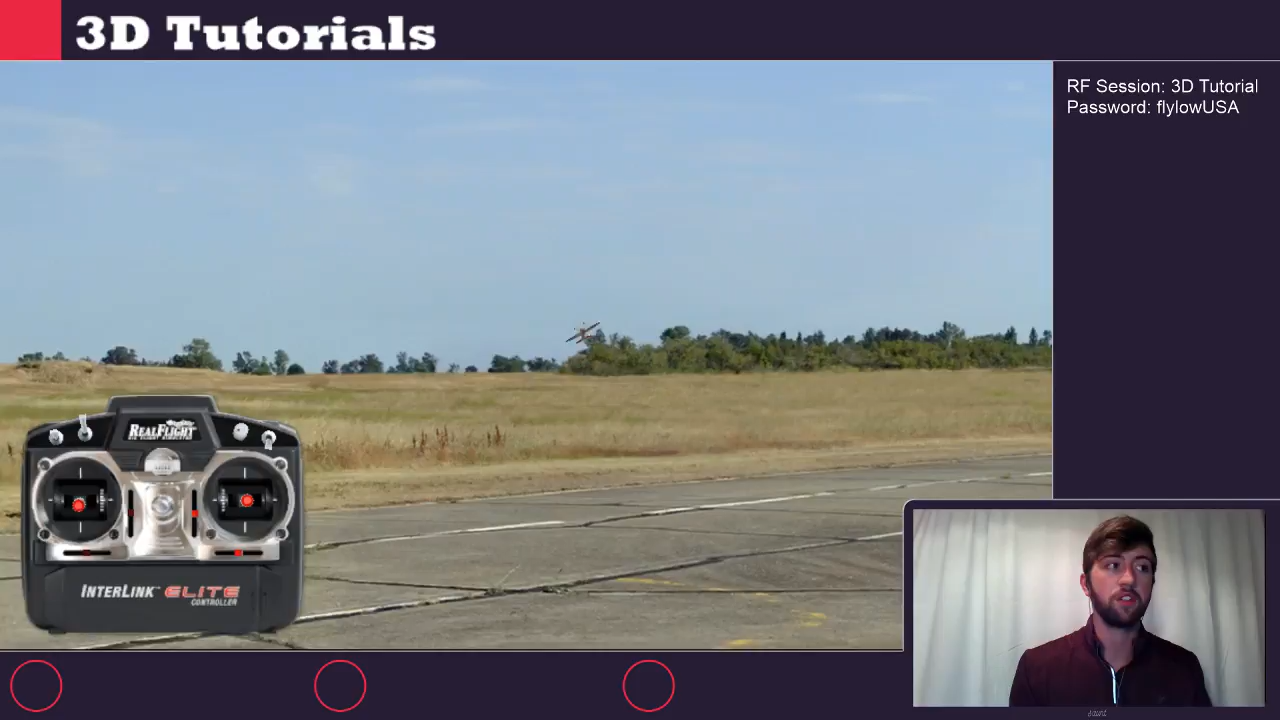 3D Tutorials
RF Session: 3D Tutorial
Password: flylowUSA
REALFLIGHT
INTERLINK ELITE
CONTROLLER